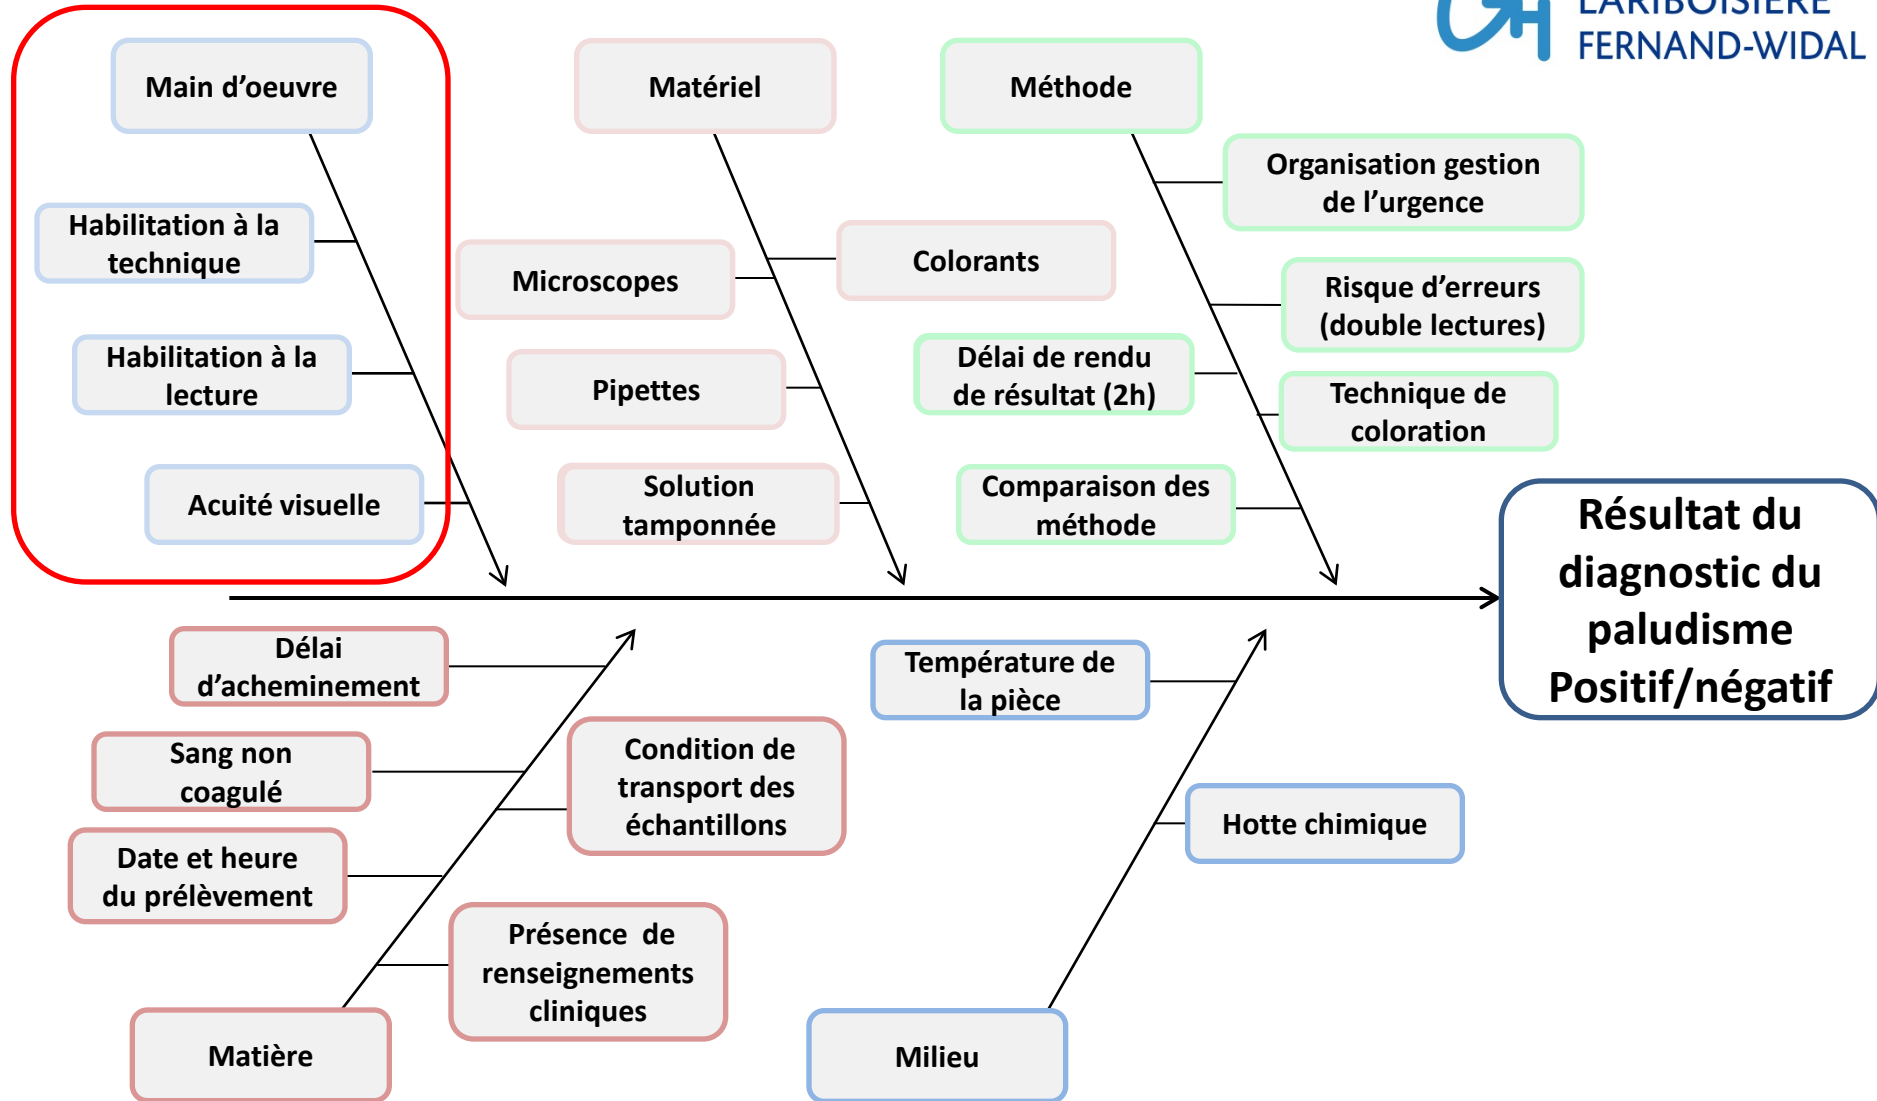 LARIBOISIÈRE
FERNAND-WIDAL
Main d'oeuvre
Matériel
Méthode
Organisation gestion
de l'urgence
Habilitation à la
technique
Colorants
Microscopes
Risque d'erreurs
(double lectures)
Habilitation à la
lecture
Pipettes
Délai de rendu
de résultat (2h)
Technique de
coloration
Acuité visuelle
Solution
tamponnée
Comparaison des
méthode
Résultat du
diagnostic du
paludisme
Positif/négatif
Délai
d'acheminement
Température de
la pièce
Sang non
coagulé
Condition de
transport des
échantillons
Hotte chimique
Date et heure
du prélèvement
Présence de
renseignements
cliniques
Matière
Milieu